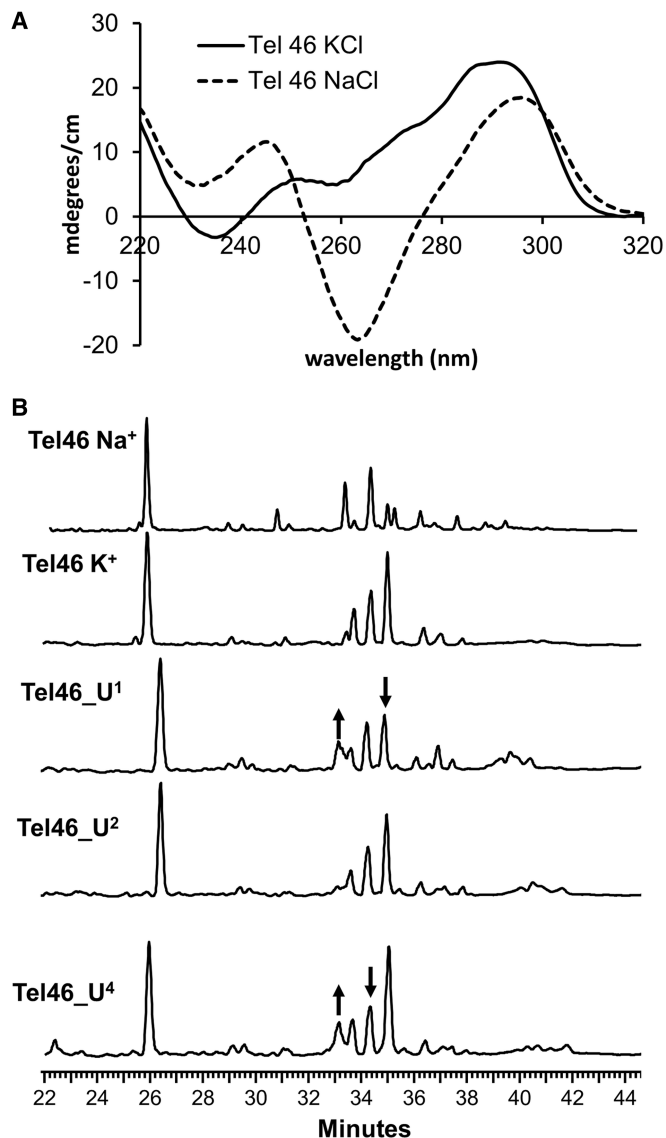 A
30
20
10
0
-10
-20
mdegrees/cm
Tel 46 KCl
Tel 46 NaCl
220 240 260 280 300 320
wavelength (nm)
B
Tel46 Na⁺
Tel46 K⁺
Tel46_U¹
Tel46_U²
Tel46_U⁴
22 24 26 28 30 32 34 36 38 40 42 44
Minutes